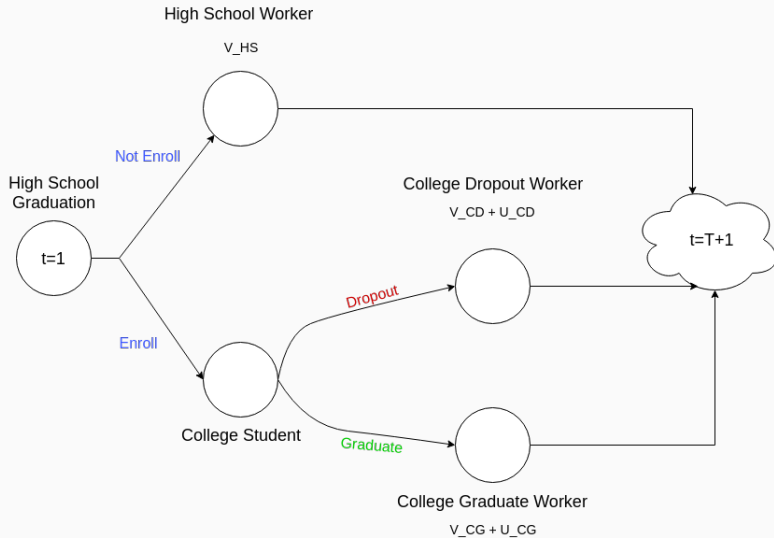 High School Worker
V_HS
Not Enroll
High School
Graduation
t=1
College Dropout Worker
V_CD + U_CD
t=T+1
Dropout
Enroll
College Student
Graduate
College Graduate Worker
V_CG + U_CG